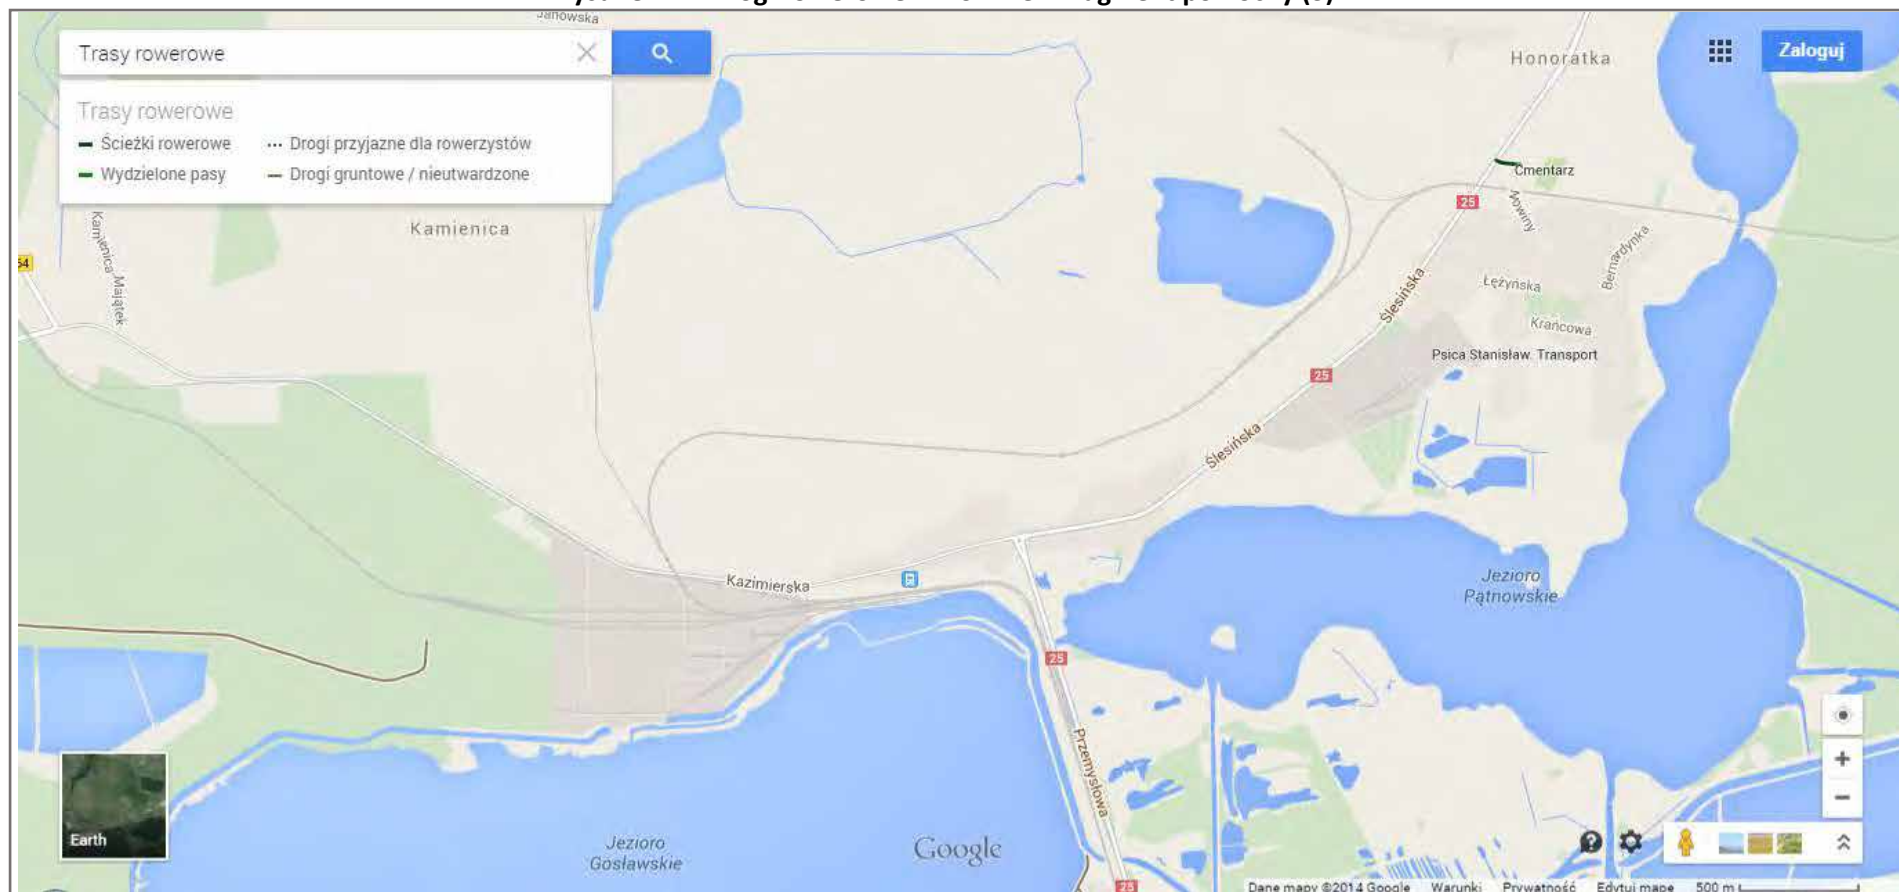 Janowska
Trasy rowerowe
Zaloguj
Honoratka
Trasy rowerowe
Ścieżki rowerowe
Drogi przyjazne dla rowerzystów
Wydzielone pasy
Drogi gruntowe / nieutwardzone
Cmentarz
25
Nowiny
Kamienica
Kamienica Majątek
Bernardynka
54
Łężyńska
Ślesińska
Krańcowa
Psica Stanisław. Transport
25
Ślesińska
Kazimierska
Jezioro
Pątnowskie
25
Przemysłowa
Earth
Jezioro
Gosławskie
Google
25
Dane mapy ©2014 Google Warunki Prywatność Edytuj mapę 500 m